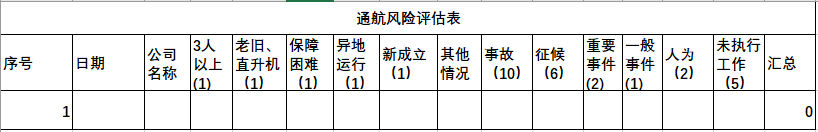 通航风险评估表
序号 日期 公司名称 3人以上(1) 老旧、直升机（1） 保障困难（1） 异地运行（1） 新成立（1） 其他情况 事故（10） 征候（6） 重要事件(2) 一般事件(1) 人为（2） 未执行工作（5） 汇总
1 0